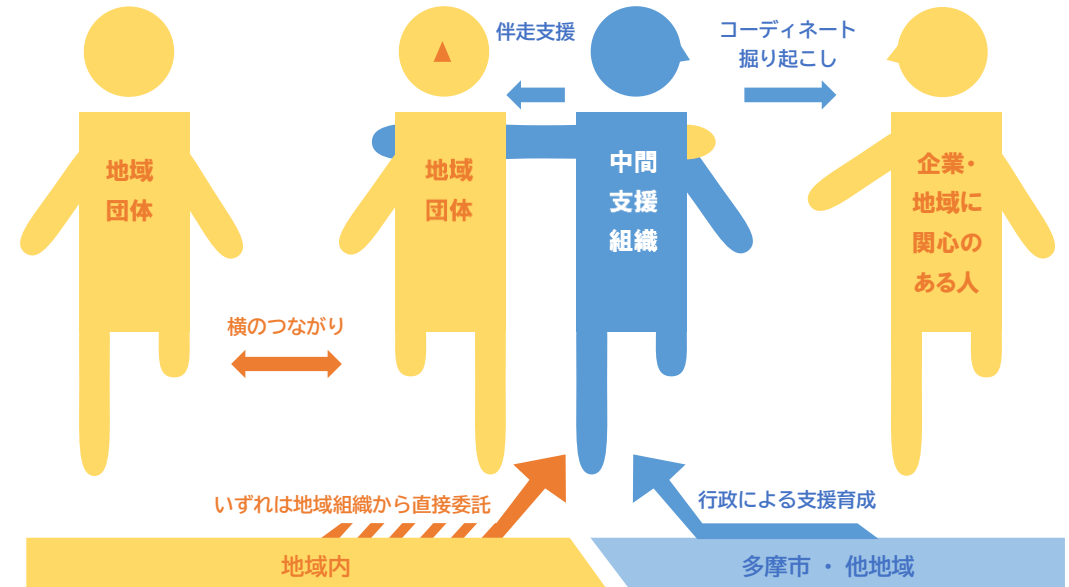 伴走支援
コーディネート
掘り起こし
地域
団体
地域
団体
中間
支援
組織
企業・
地域に
関心の
ある人
横のつながり
いずれは地域組織から直接委託
行政による支援育成
地域内
多摩市 ・ 他地域